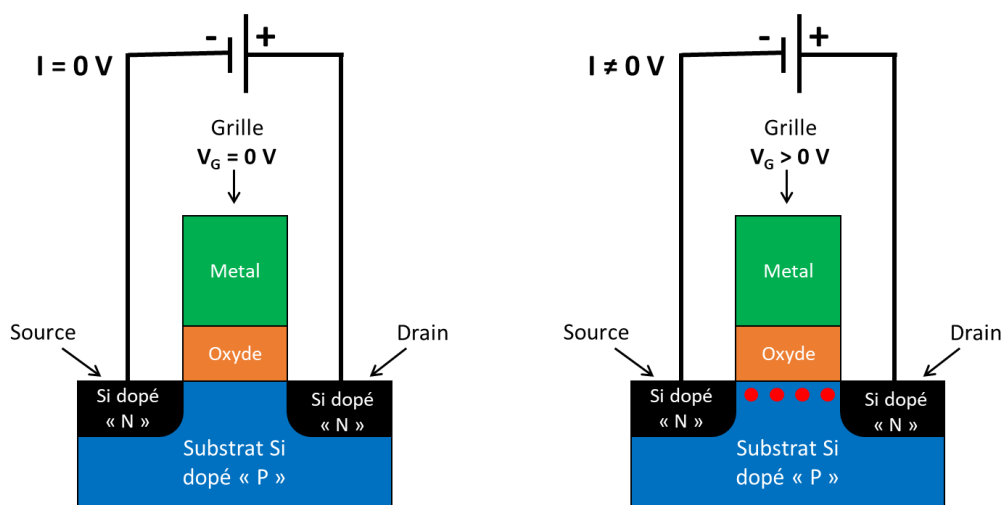 - +
I = 0 V
Grille
V_G = 0 V
Metal
Source
Drain
Oxyde
Si dopé
« N »
Si dopé
« N »
Substrat Si
dopé « P »
- +
I ≠ 0 V
Grille
V_G > 0 V
Metal
Source
Drain
Oxyde
Si dopé
« N »
Si dopé
« N »
Substrat Si
dopé « P »